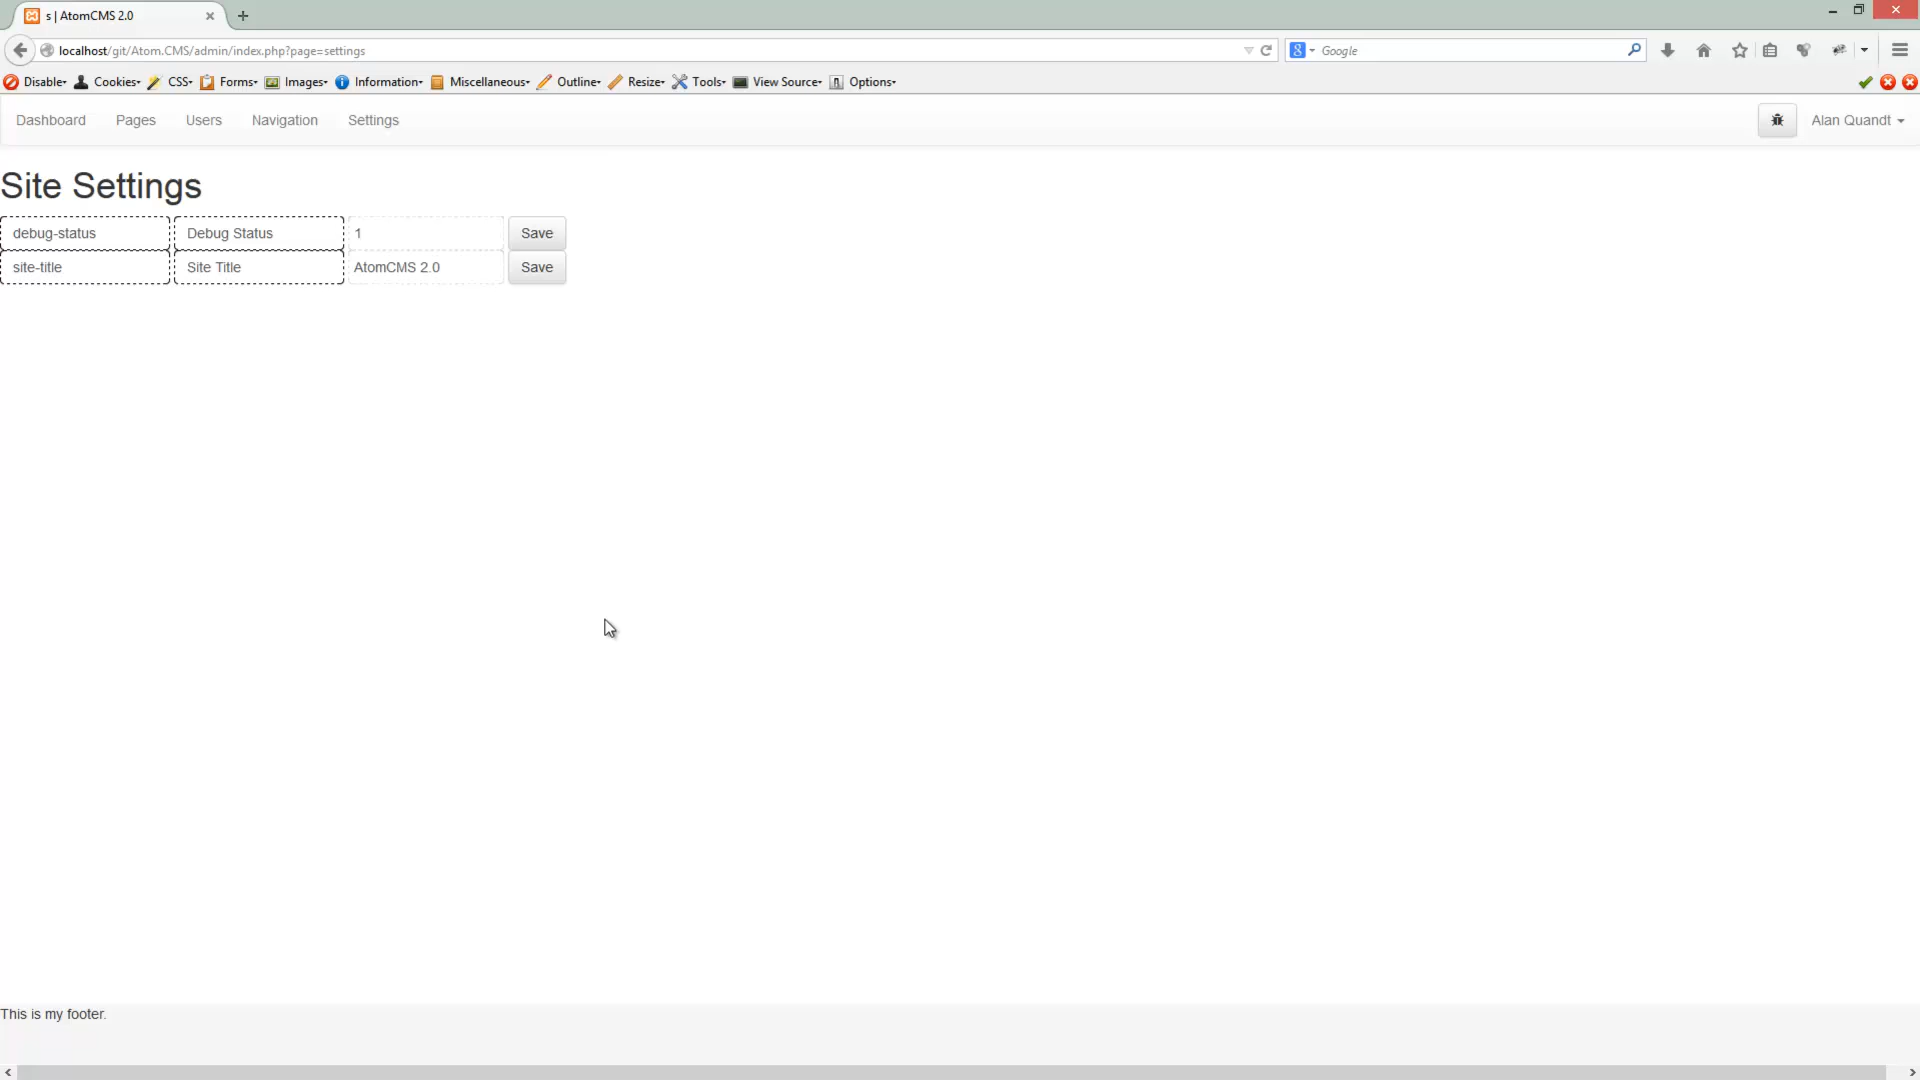 s | AtomCMS 2.0
localhost/git/Atom.CMS/admin/index.php?page=settings
Google
Disable Cookies CSS Forms Images Information Miscellaneous Outline Resize Tools View Source Options
Dashboard Pages Users Navigation Settings Alan Quandt
Site Settings
debug-status Debug Status 1 Save
site-title Site Title AtomCMS 2.0 Save
This is my footer.